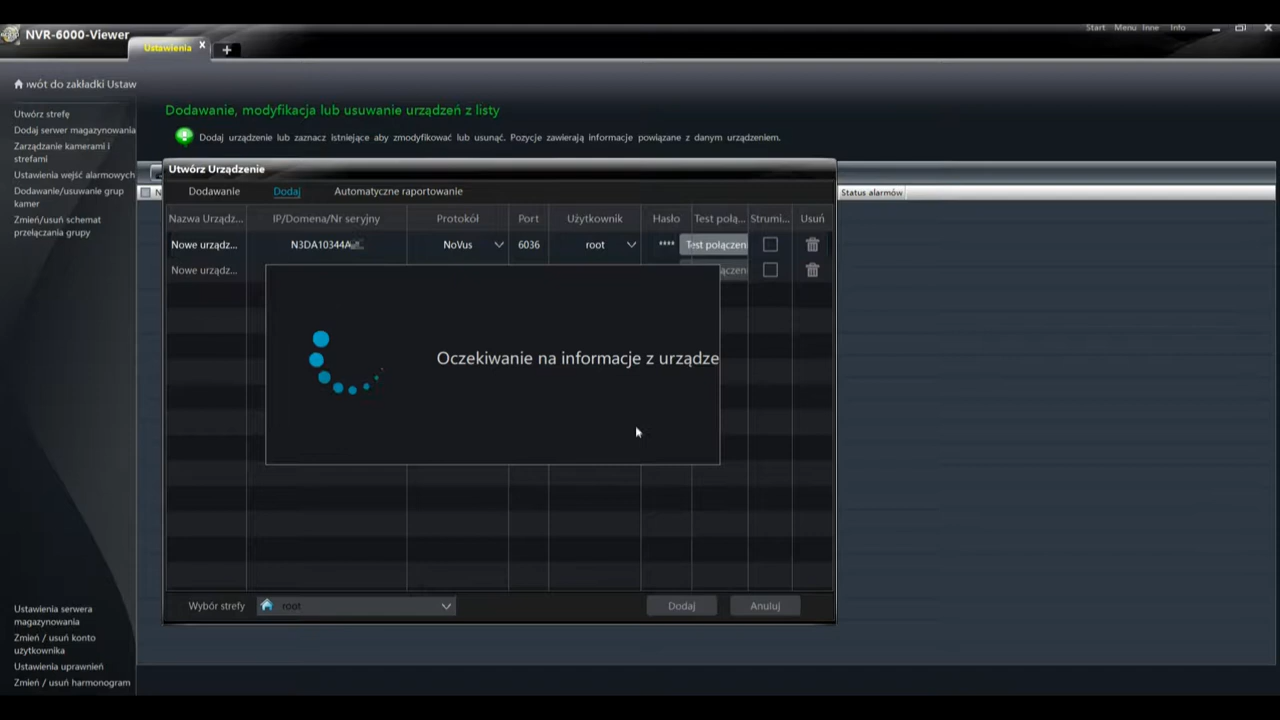 NVR-6000-Viewer
Ustawienia
Start Menu Inne Info
wót do zakładki Ustaw
Utwórz strefę
Dodaj serwer magazynowania
Zarządzanie kamerami i
strefami
Ustawienia wejść alarmowych
Dodawanie/usuwanie grup
kamer
Zmień/usuń schemat
przełączania grupy
Dodawanie, modyfikacja lub usuwanie urządzeń z listy
Dodaj urządzenie lub zaznacz istniejące aby zmodyfikować lub usunąć. Pozycje zawierają informacje powiązane z danym urządzeniem.
N
Status alarmów
Utwórz Urządzenie
Dodawanie Dodaj Automatyczne raportowanie
Nazwa Urządz... IP/Domena/Nr seryjny Protokół Port Użytkownik Hasło Test połą... Strumi... Usuń
Nowe urządz... N3DA10344A NoVus 6036 root **** Test połączen
Nowe urządz... ączen
Oczekiwanie na informacje z urządze
Wybór strefy root Dodaj Anuluj
Ustawienia serwera
magazynowania
Zmień / usuń konto
użytkownika
Ustawienia uprawnień
Zmień / usuń harmonogram